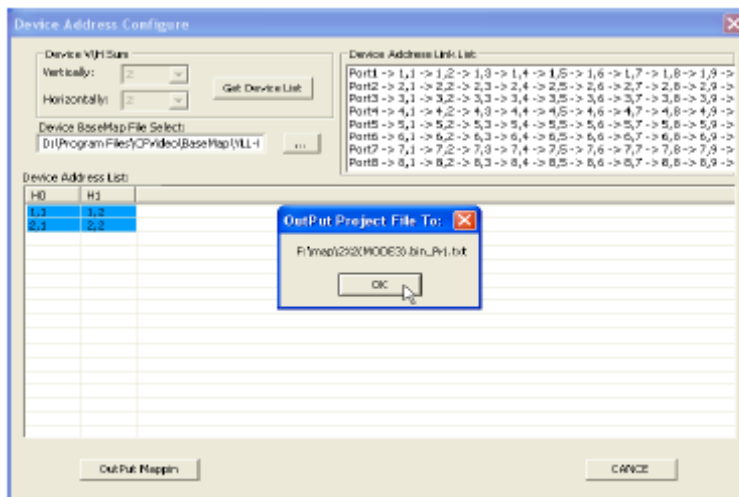 Device Address Configure
Device V|H Sum
Vertically: 2
Horizontally: 2
Get Device List
Device Address Link List:
Port1 -> 1,1 -> 1,2 -> 1,3 -> 1,4 -> 1,5 -> 1,6 -> 1,7 -> 1,8 -> 1,9 ->
Port2 -> 2,1 -> 2,2 -> 2,3 -> 2,4 -> 2,5 -> 2,6 -> 2,7 -> 2,8 -> 2,9 ->
Port3 -> 3,1 -> 3,2 -> 3,3 -> 3,4 -> 3,5 -> 3,6 -> 3,7 -> 3,8 -> 3,9 ->
Port4 -> 4,1 -> 4,2 -> 4,3 -> 4,4 -> 4,5 -> 4,6 -> 4,7 -> 4,8 -> 4,9 ->
Port5 -> 5,1 -> 5,2 -> 5,3 -> 5,4 -> 5,5 -> 5,6 -> 5,7 -> 5,8 -> 5,9 ->
Port6 -> 6,1 -> 6,2 -> 6,3 -> 6,4 -> 6,5 -> 6,6 -> 6,7 -> 6,8 -> 6,9 ->
Port7 -> 7,1 -> 7,2 -> 7,3 -> 7,4 -> 7,5 -> 7,6 -> 7,7 -> 7,8 -> 7,9 ->
Port8 -> 8,1 -> 8,2 -> 8,3 -> 8,4 -> 8,5 -> 8,6 -> 8,7 -> 8,8 -> 8,9 ->
Device BaseMap File Select:
D:\Program Files\ ...
Device Address List:
H0 H1
1,1 1,2
2,1 2,2
OutPut Project File To:
F:\map\2X2(MODE3).bin_Prj.txt
OK
OutPut Mappin
CANCE